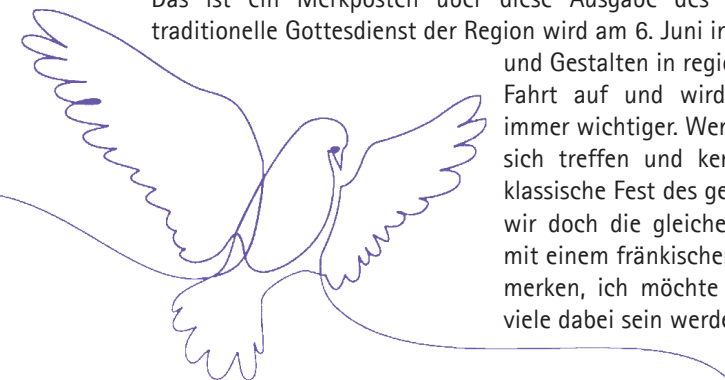 Das ist ein Merkposten über diese Ausgabe des
traditionelle Gottesdienst der Region wird am 6. Juni in
und Gestalten in regio
Fahrt auf und wird
immer wichtiger. Wer
sich treffen und ker
klassische Fest des ge
wir doch die gleiche
mit einem fränkischer
merken, ich möchte
viele dabei sein werde